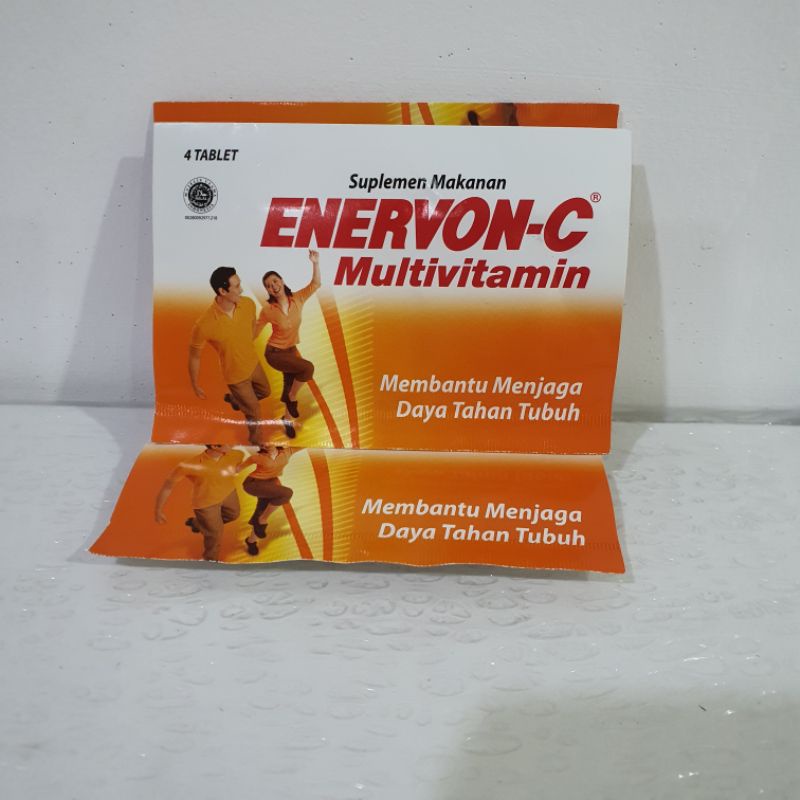 4 TABLET
Suplemen Makanan
ENERVON-C®
Multivitamin
Membantu Menjaga
Daya Tahan Tubuh
Membantu Menjaga
Daya Tahan Tubuh